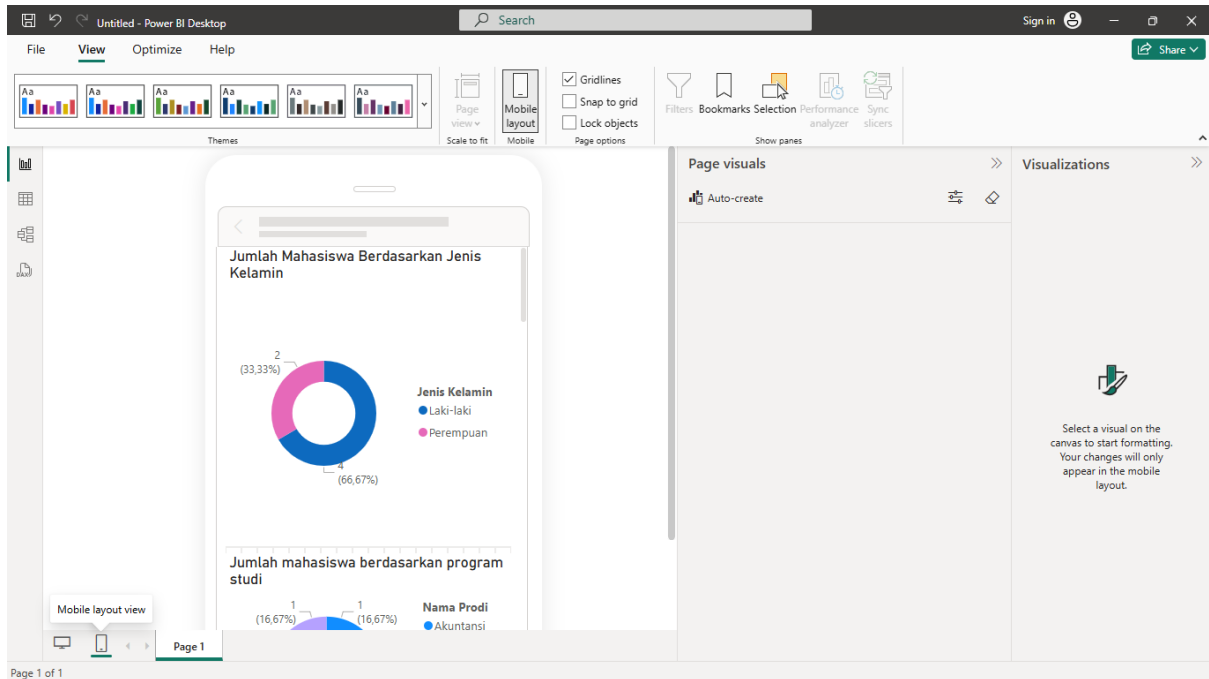 Untitled - Power BI Desktop
Search
Sign in
File
View
Optimize
Help
Share
Aa
Aa
Aa
Aa
Aa
Aa
Themes
Page
view
Scale to fit
Mobile
layout
Mobile
Gridlines
Snap to grid
Lock objects
Page options
Filters
Bookmarks
Selection
Performance
analyzer
Sync
slicers
Show panes
Jumlah Mahasiswa Berdasarkan Jenis
Kelamin
2
(33,33%)
4
(66,67%)
Jenis Kelamin
Laki-laki
Perempuan
Jumlah mahasiswa berdasarkan program
studi
1
(16,67%)
1
(16,67%)
Nama Prodi
Akuntansi
Page visuals
Auto-create
Visualizations
Select a visual on the
canvas to start formatting.
Your changes will only
appear in the mobile
layout.
DAX
Mobile layout view
Page 1
Page 1 of 1